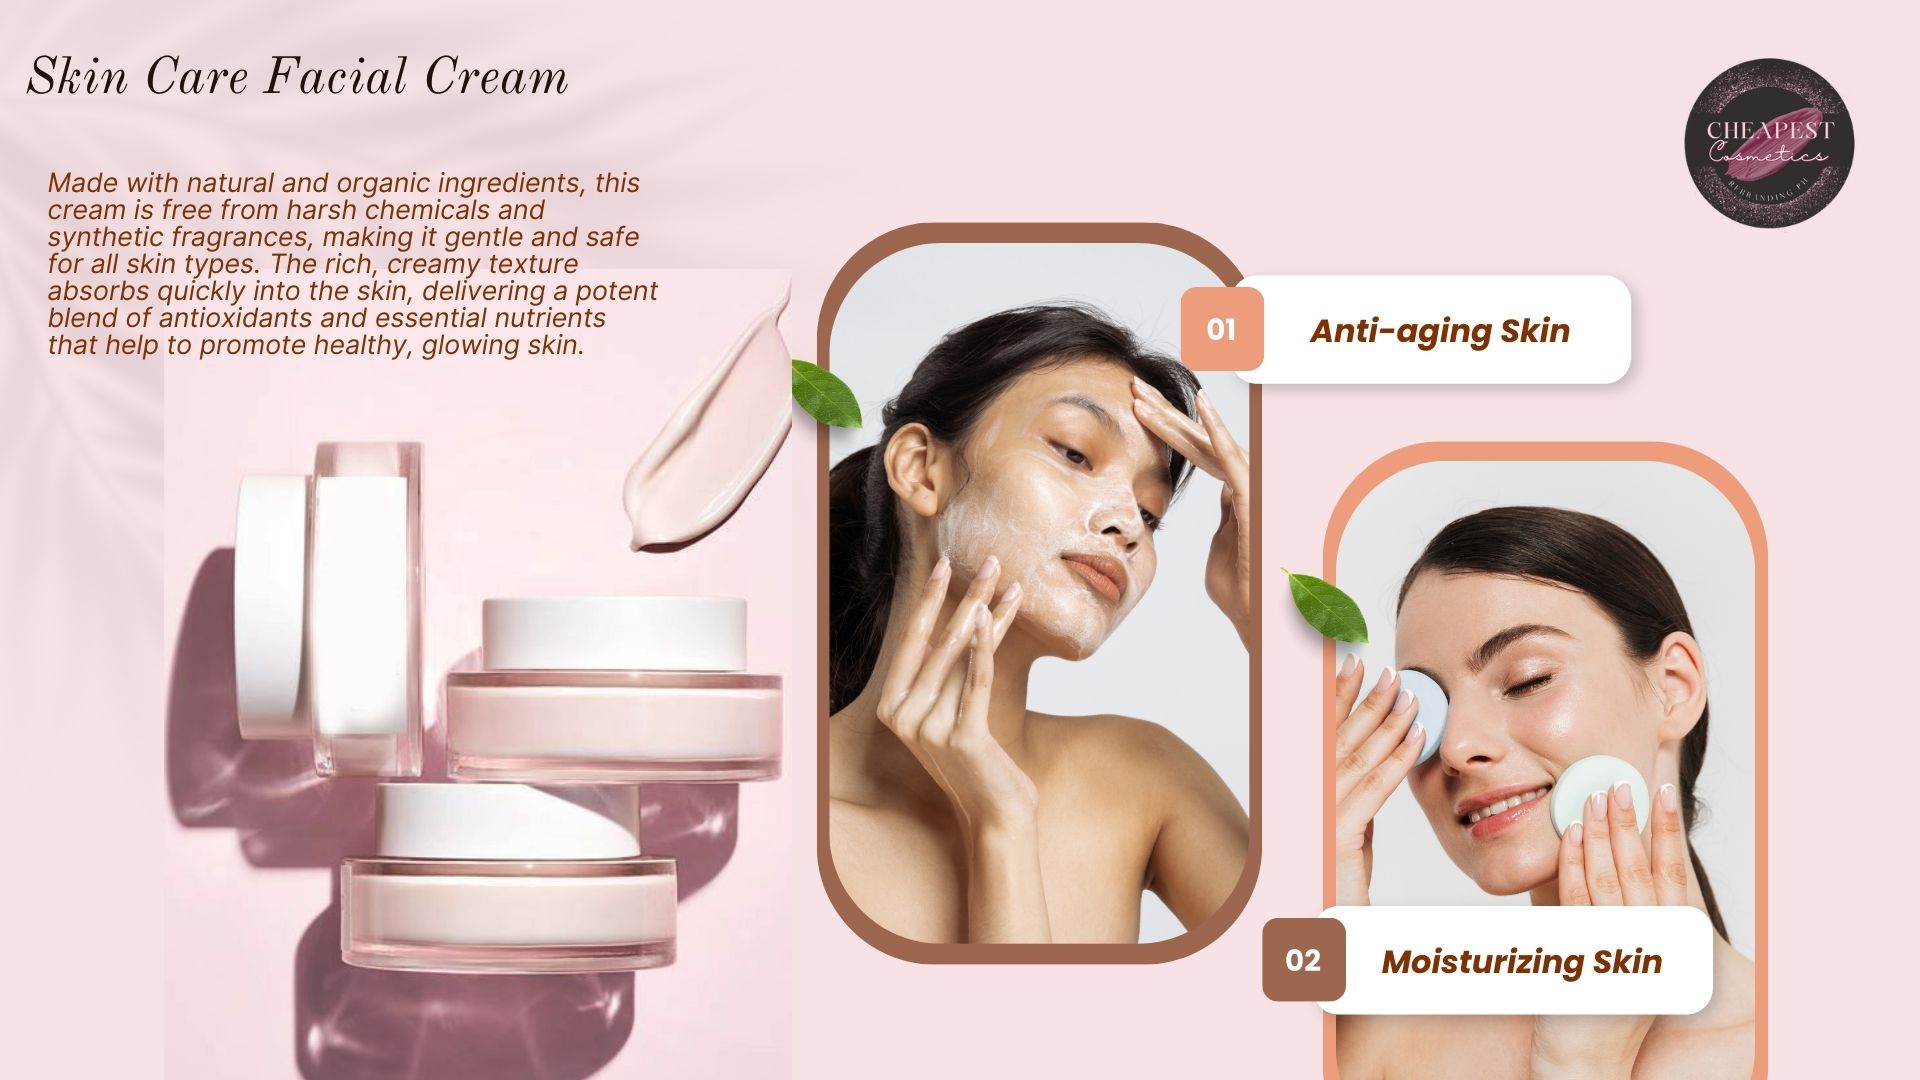 Skin Care Facial Cream
Made with natural and organic ingredients, this
cream is free from harsh chemicals and
synthetic fragrances, making it gentle and safe
for all skin types. The rich, creamy texture
absorbs quickly into the skin, delivering a potent
blend of antioxidants and essential nutrients
that help to promote healthy, glowing skin.
CHEAPEST
Cosmetics
REBRANDING PH
01
Anti-aging Skin
02
Moisturizing Skin